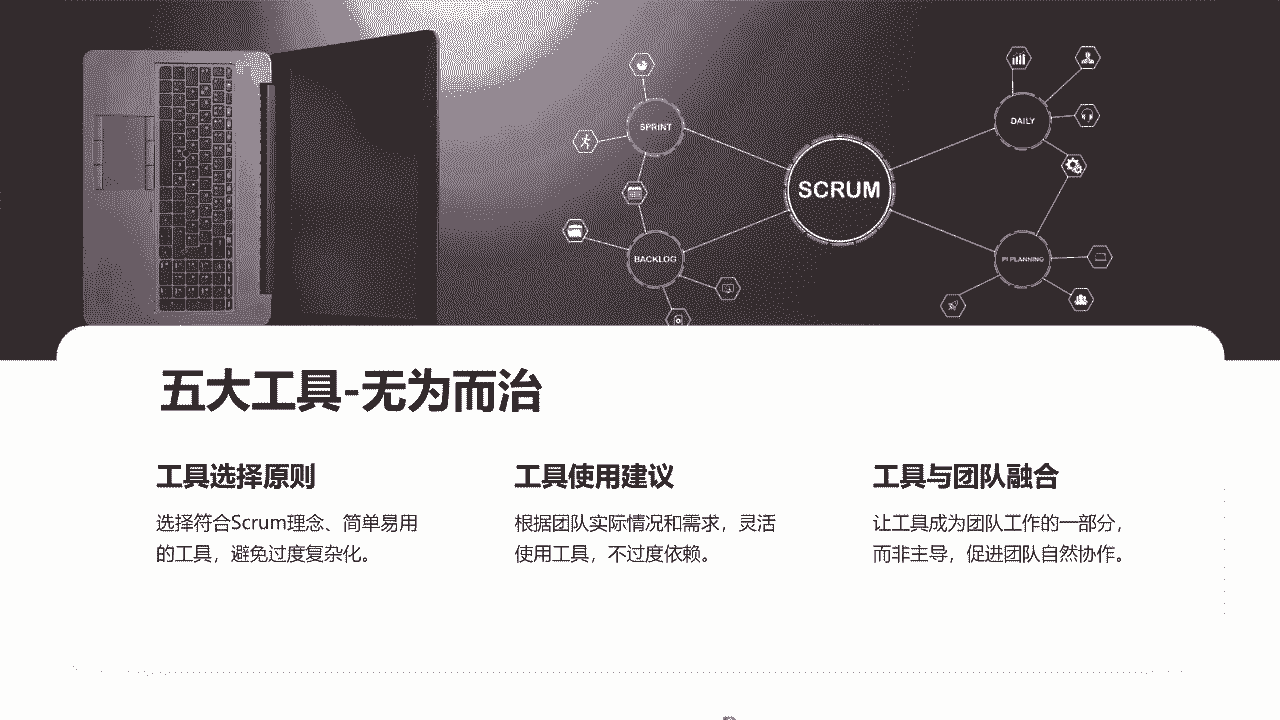 SPRINT
DAILY
SCRUM
BACKLOG
PI PLANNING
五大工具-无为而治
工具选择原则
选择符合Scrum理念、简单易用
的工具，避免过度复杂化。
工具使用建议
根据团队实际情况和需求，灵活
使用工具，不过度依赖。
工具与团队融合
让工具成为团队工作的一部分，
而非主导，促进团队自然协作。